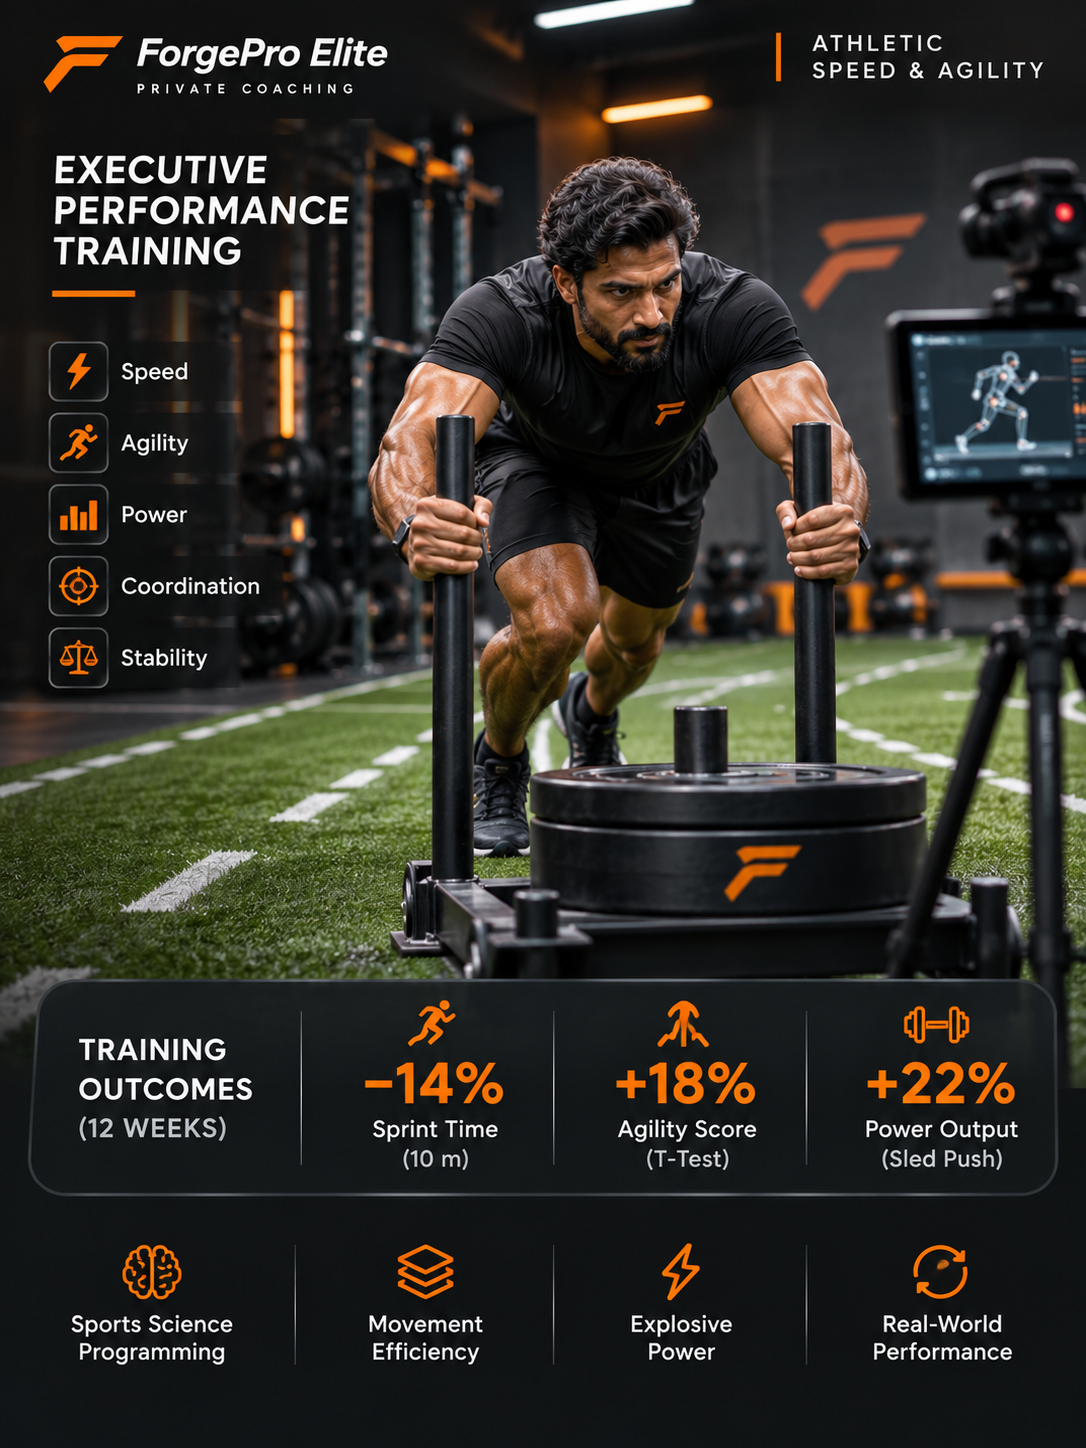 ForgePro Elite
PRIVATE COACHING
ATHLETIC
SPEED & AGILITY
EXECUTIVE
PERFORMANCE
TRAINING
Speed
Agility
Power
Coordination
Stability
TRAINING
OUTCOMES
(12 WEEKS)
−14%
Sprint Time
(10 m)
+18%
Agility Score
(T-Test)
+22%
Power Output
(Sled Push)
Sports Science
Programming
Movement
Efficiency
Explosive
Power
Real-World
Performance